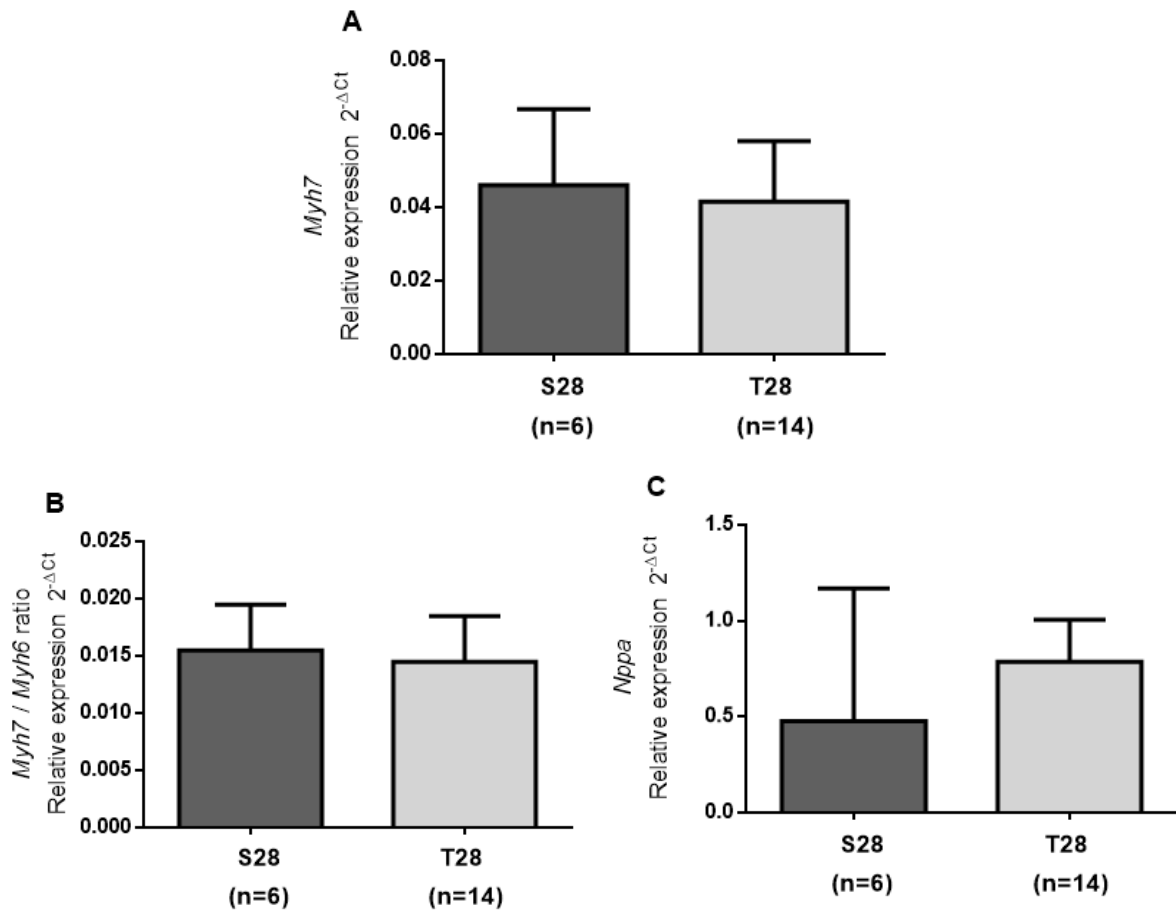 A
Myh7
Relative expression 2-ΔCt
0.08
0.06
0.04
0.02
0.00
S28 T28
(n=6) (n=14)
B
Myh7 / Myh6 ratio
Relative expression 2-ΔCt
0.025
0.020
0.015
0.010
0.005
0.000
S28 T28
(n=6) (n=14)
C
Nppa
Relative expression 2-ΔCt
1.5
1.0
0.5
0.0
S28 T28
(n=6) (n=14)